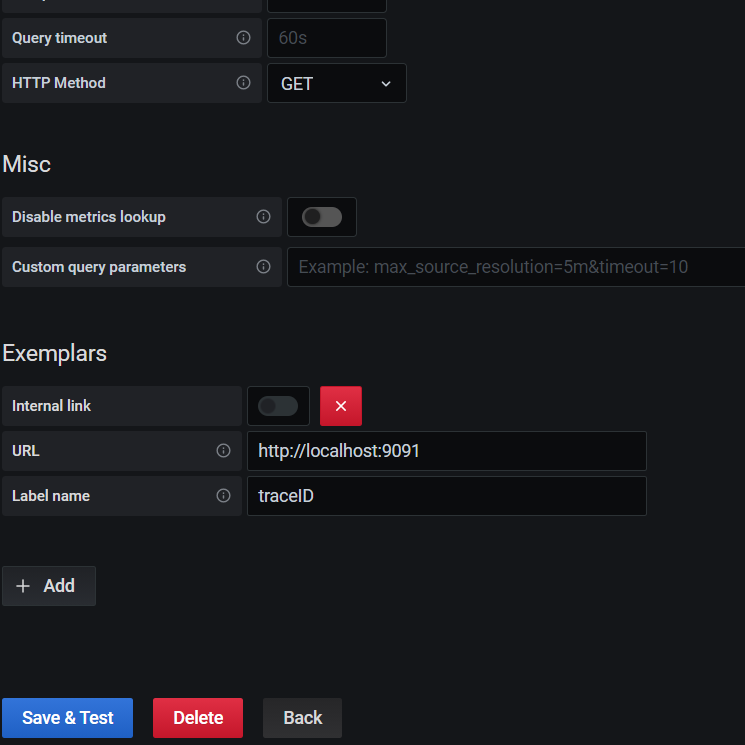 Query timeout
60s
HTTP Method
GET
Misc
Disable metrics lookup
Custom query parameters
Example: max_source_resolution=5m&timeout=10
Exemplars
Internal link
URL
http://localhost:9091
Label name
traceID
Add
Save & Test
Delete
Back